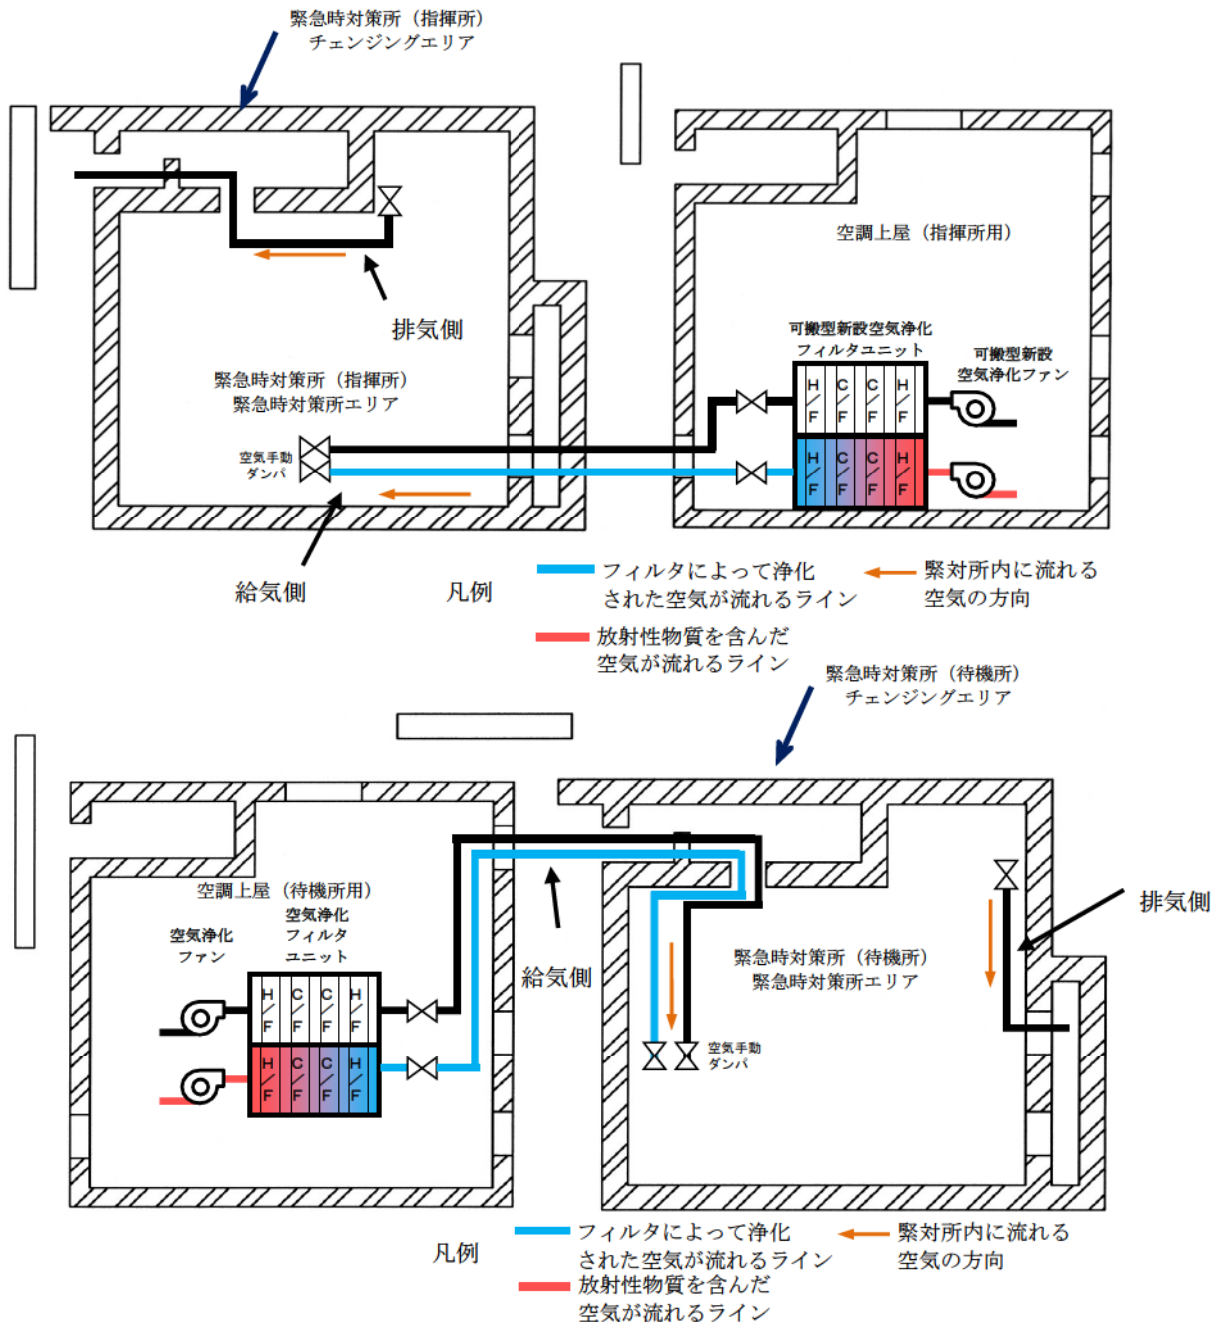 緊急時対策所（指揮所）
チェンジングエリア
空調上屋（指揮所用）
排気側
可搬型新設空気浄化
フィルタユニット
可搬型新設
空気浄化ファン
緊急時対策所（指揮所）
緊急時対策所エリア
H/F
C/F
C/F
H/F
空気手動
ダンパ
H/F
C/F
C/F
H/F
給気側
凡例
フィルタによって浄化
された空気が流れるライン
緊対所内に流れる
空気の方向
放射性物質を含んだ
空気が流れるライン
緊急時対策所（待機所）
チェンジングエリア
空調上屋（待機所用）
空気浄化
フィルタ
ユニット
空気浄化
ファン
排気側
給気側
緊急時対策所（待機所）
緊急時対策所エリア
H/F
C/F
C/F
H/F
空気手動
ダンパ
H/F
C/F
C/F
H/F
凡例
フィルタによって浄化
された空気が流れるライン
緊対所内に流れる
空気の方向
放射性物質を含んだ
空気が流れるライン